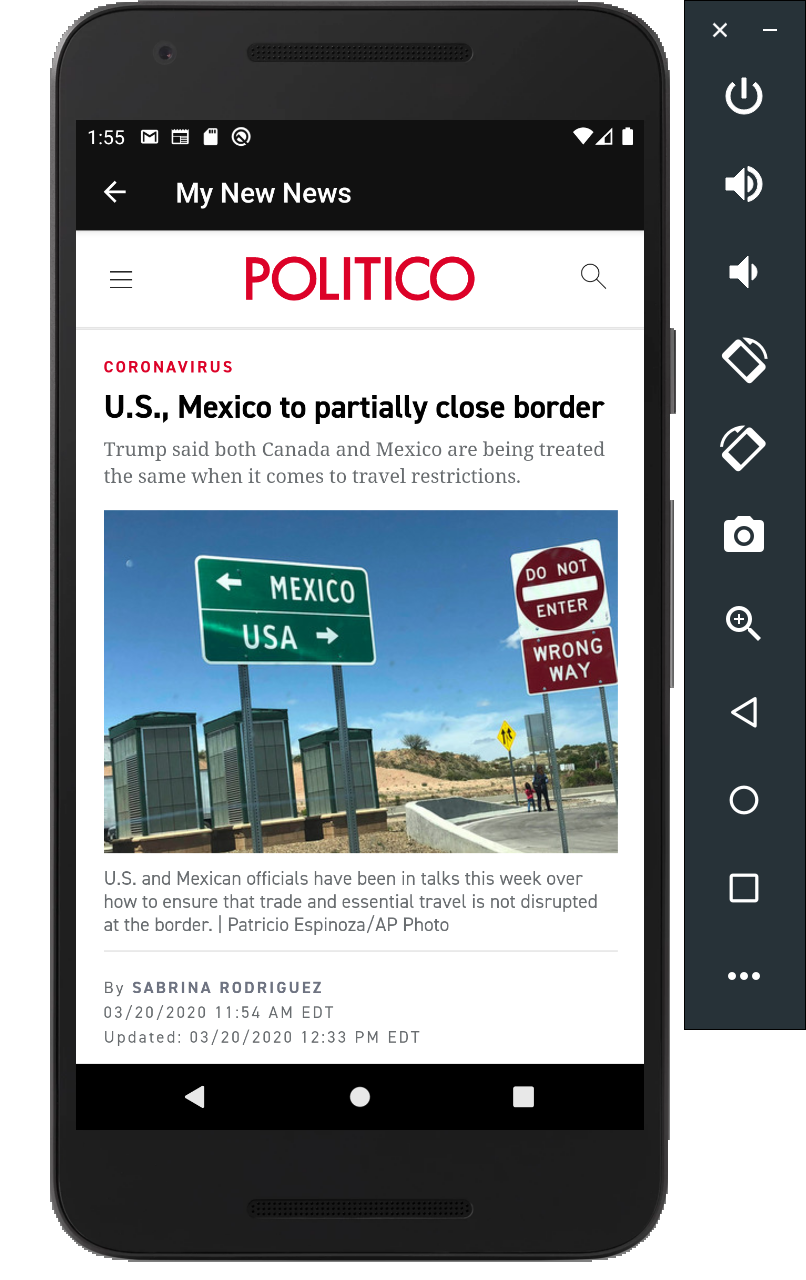 1:55
My New News
POLITICO
CORONAVIRUS
U.S., Mexico to partially close border
Trump said both Canada and Mexico are being treated
the same when it comes to travel restrictions.
MEXICO
USA
DO NOT
ENTER
WRONG
WAY
U.S. and Mexican officials have been in talks this week over
how to ensure that trade and essential travel is not disrupted
at the border. | Patricio Espinoza/AP Photo
By SABRINA RODRIGUEZ
03/20/2020 11:54 AM EDT
Updated: 03/20/2020 12:33 PM EDT